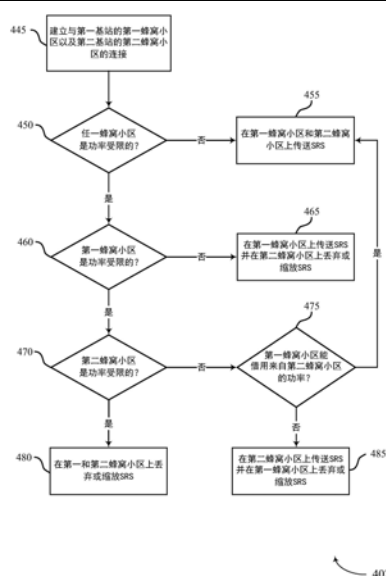 445
建立与第一基站的第一蜂窝小
区以及第二基站的第二蜂窝小
区的连接
455
450
任一蜂窝小区
是功率受限的?
否
在第一蜂窝小区和第二蜂窝
小区上传送SRS
是
465
460
第一蜂窝小区
是功率受限的?
否
在第一蜂窝小区上传送SRS
并在第二蜂窝小区上丢弃或
缩放SRS
是
是
475
470
第二蜂窝小区
是功率受限的?
否
第一蜂窝小区能
借用来自第二蜂窝小区
的功率?
是
否
480
在第一和第二蜂窝小区上丢
弃或缩放SRS
在第二蜂窝小区上传送SRS
并在第一蜂窝小区上丢弃或
缩放SRS
485